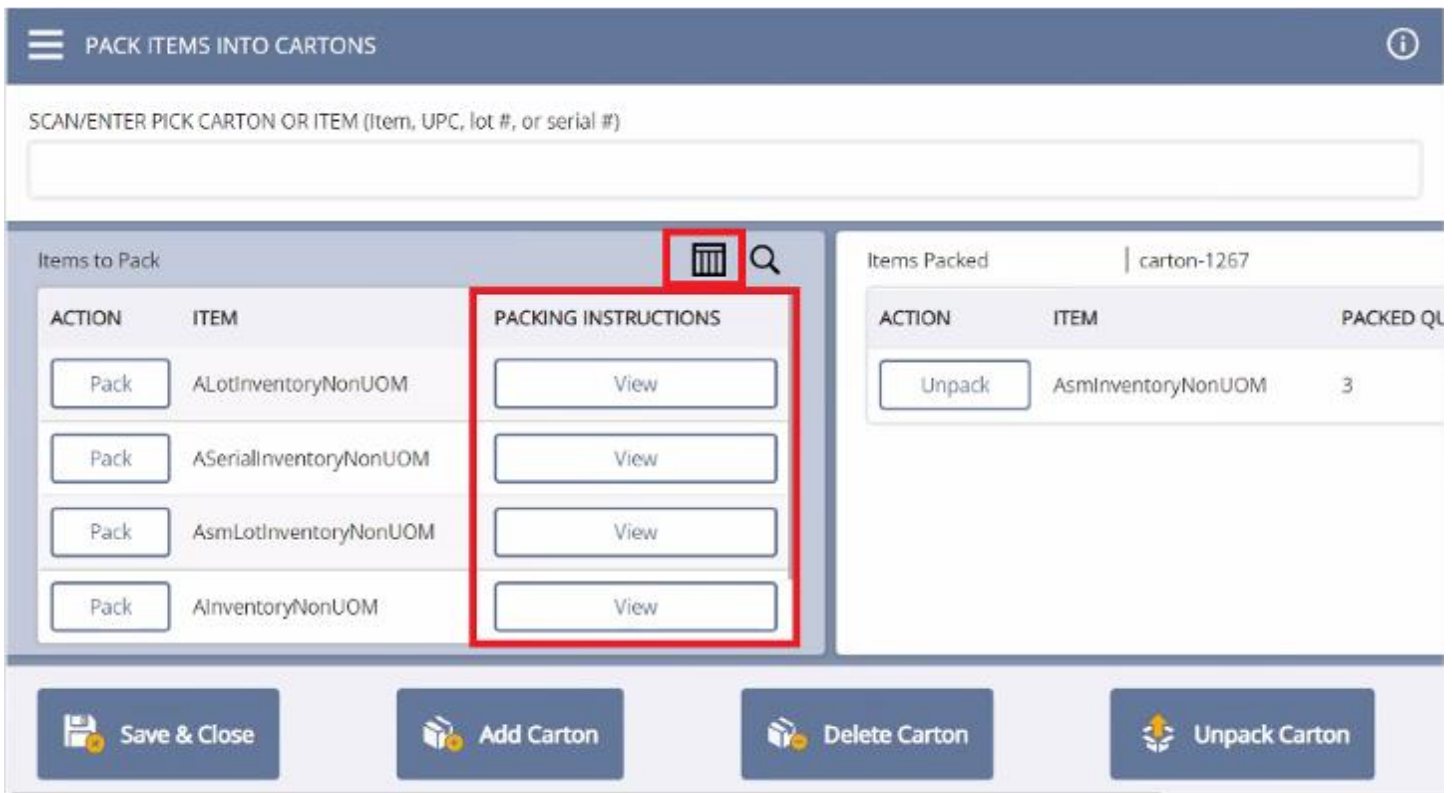 PACK ITEMS INTO CARTONS
SCAN/ENTER PICK CARTON OR ITEM (Item, UPC, lot #, or serial #)
Items to Pack
ACTION ITEM PACKING INSTRUCTIONS
Pack ALotInventoryNonUOM View
Pack ASerialInventoryNonUOM View
Pack AsmLotInventoryNonUOM View
Pack AInventoryNonUOM View
Items Packed | carton-1267
ACTION ITEM PACKED QU
Unpack AsmInventoryNonUOM 3
Save & Close Add Carton Delete Carton Unpack Carton